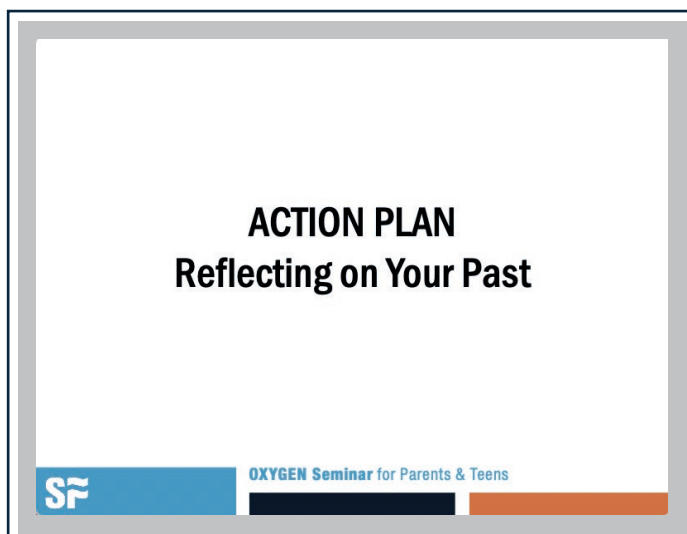 ACTION PLAN
Reflecting on Your Past
OXYGEN Seminar for Parents & Teens
SF